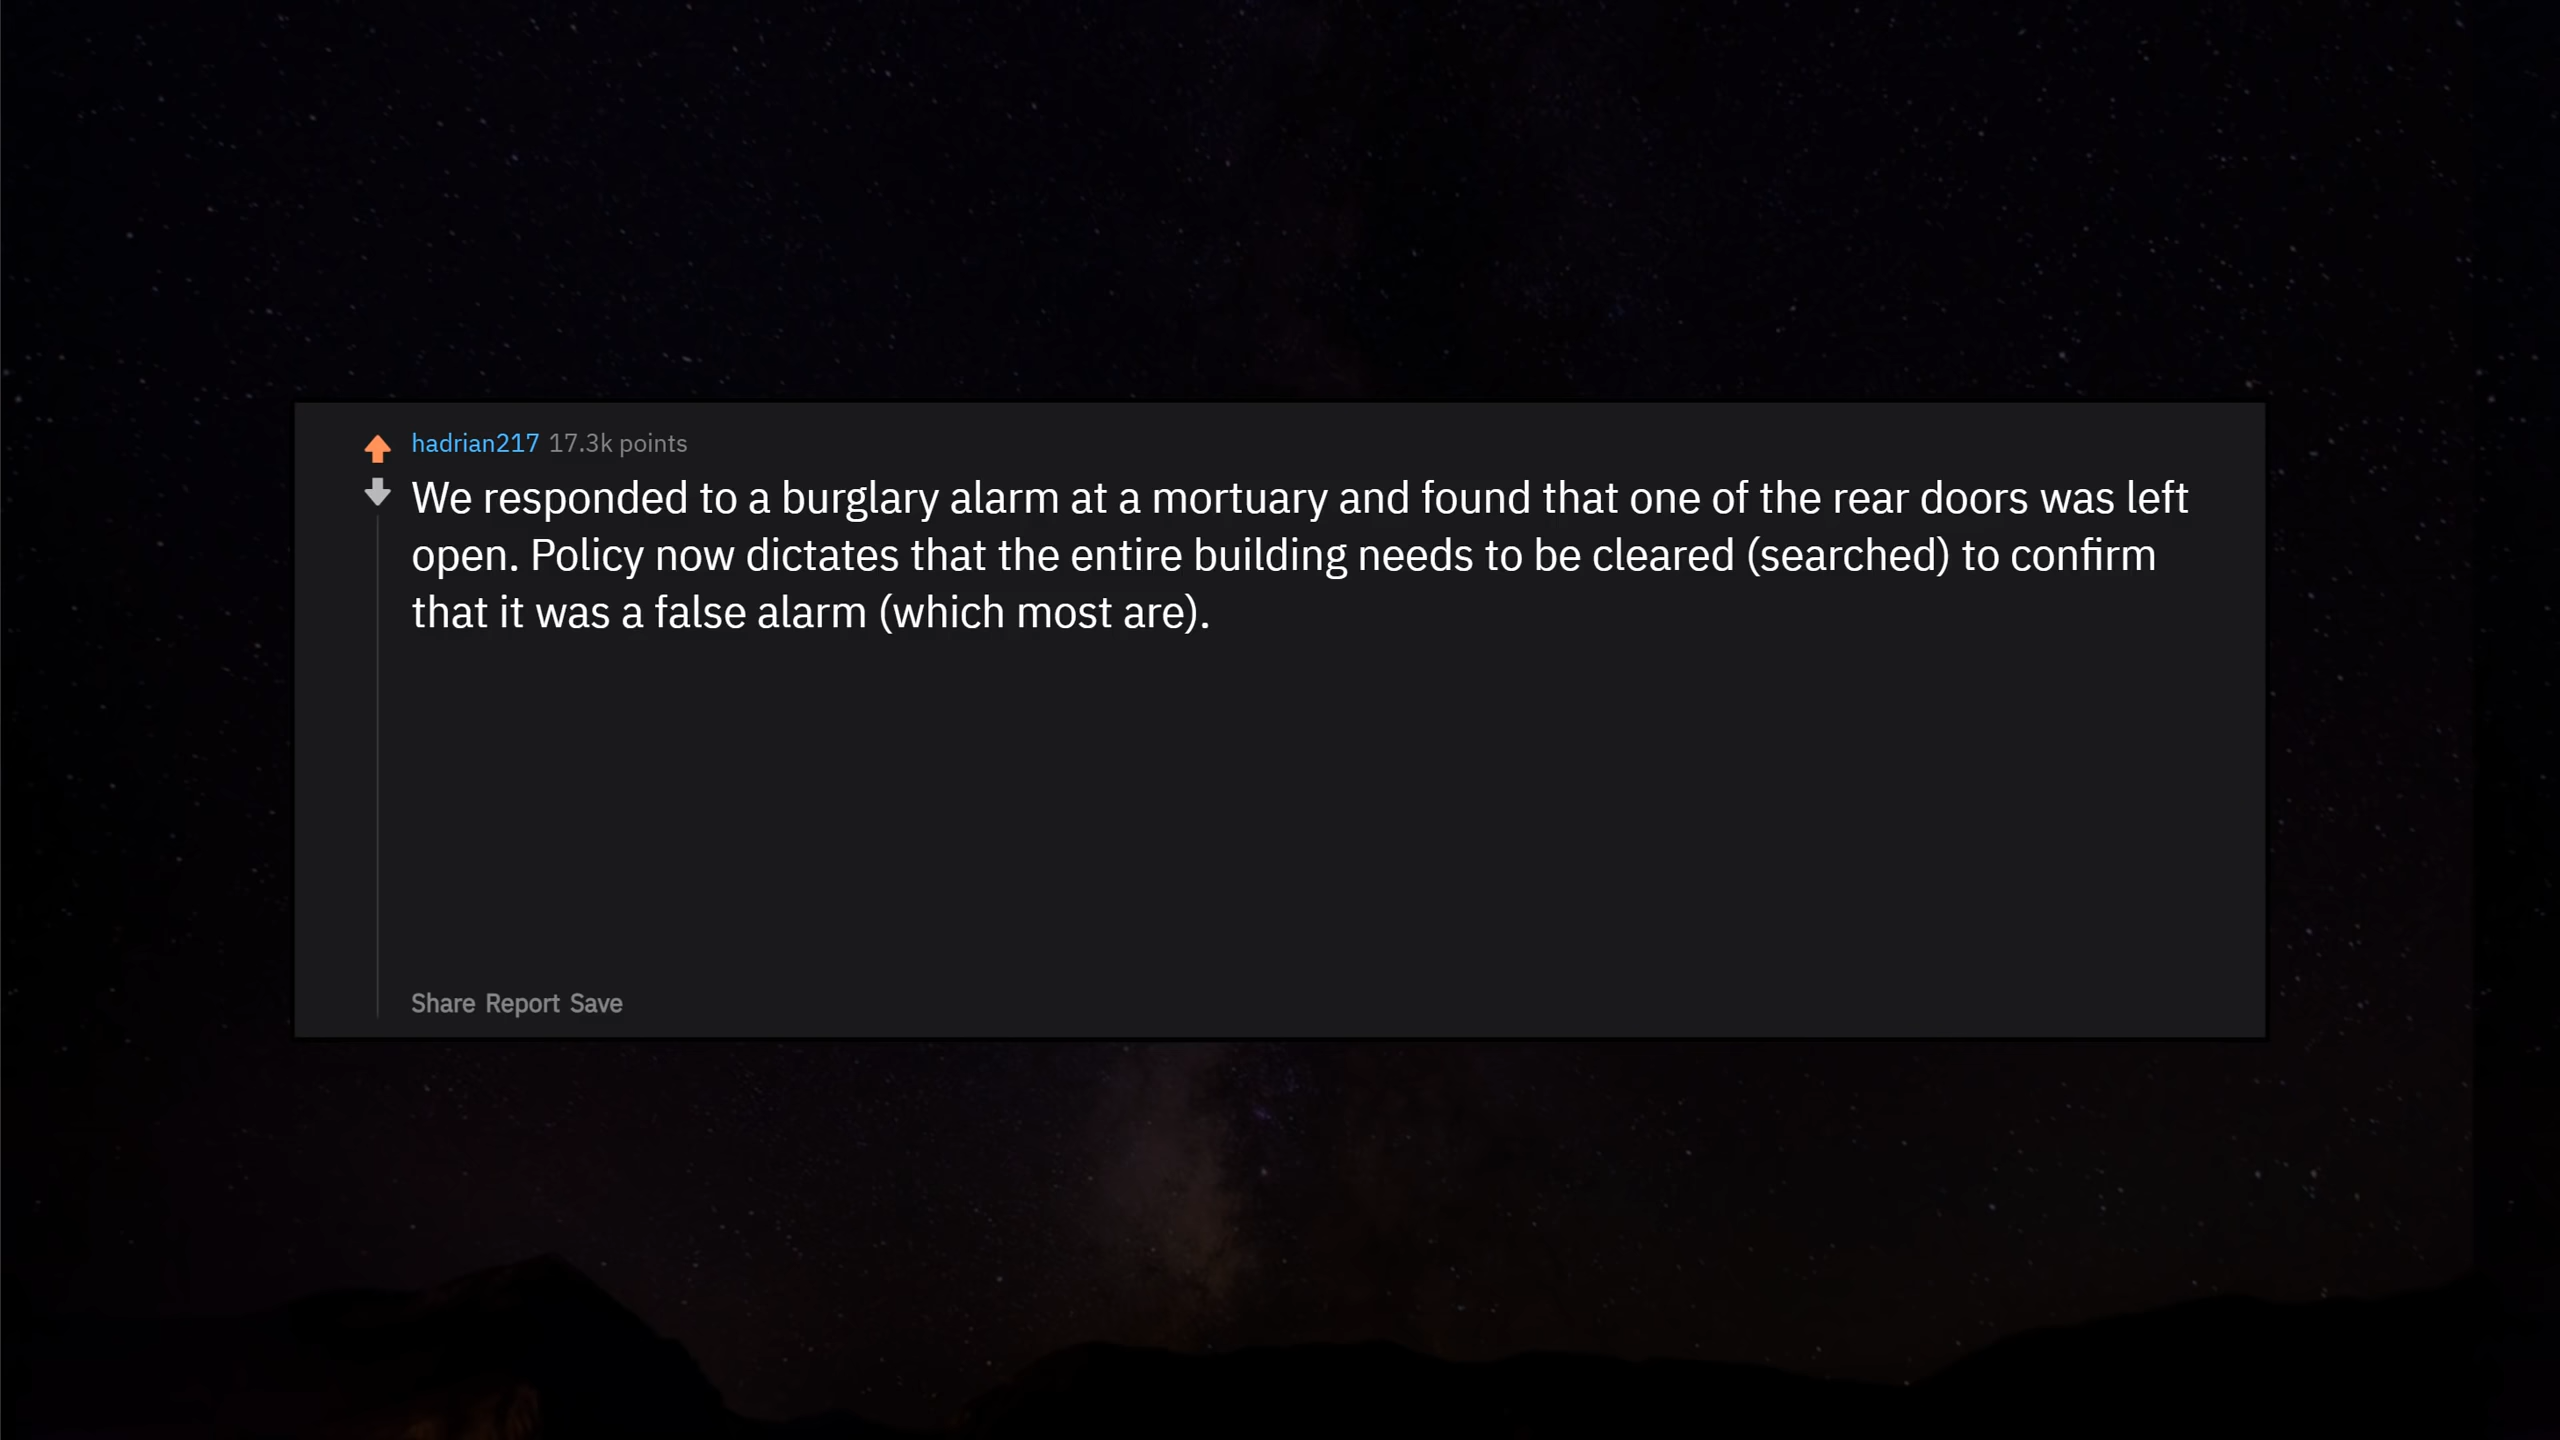 hadrian217 17.3k points
We responded to a burglary alarm at a mortuary and found that one of the rear doors was left
open. Policy now dictates that the entire building needs to be cleared (searched) to confirm
that it was a false alarm (which most are).
Share Report Save